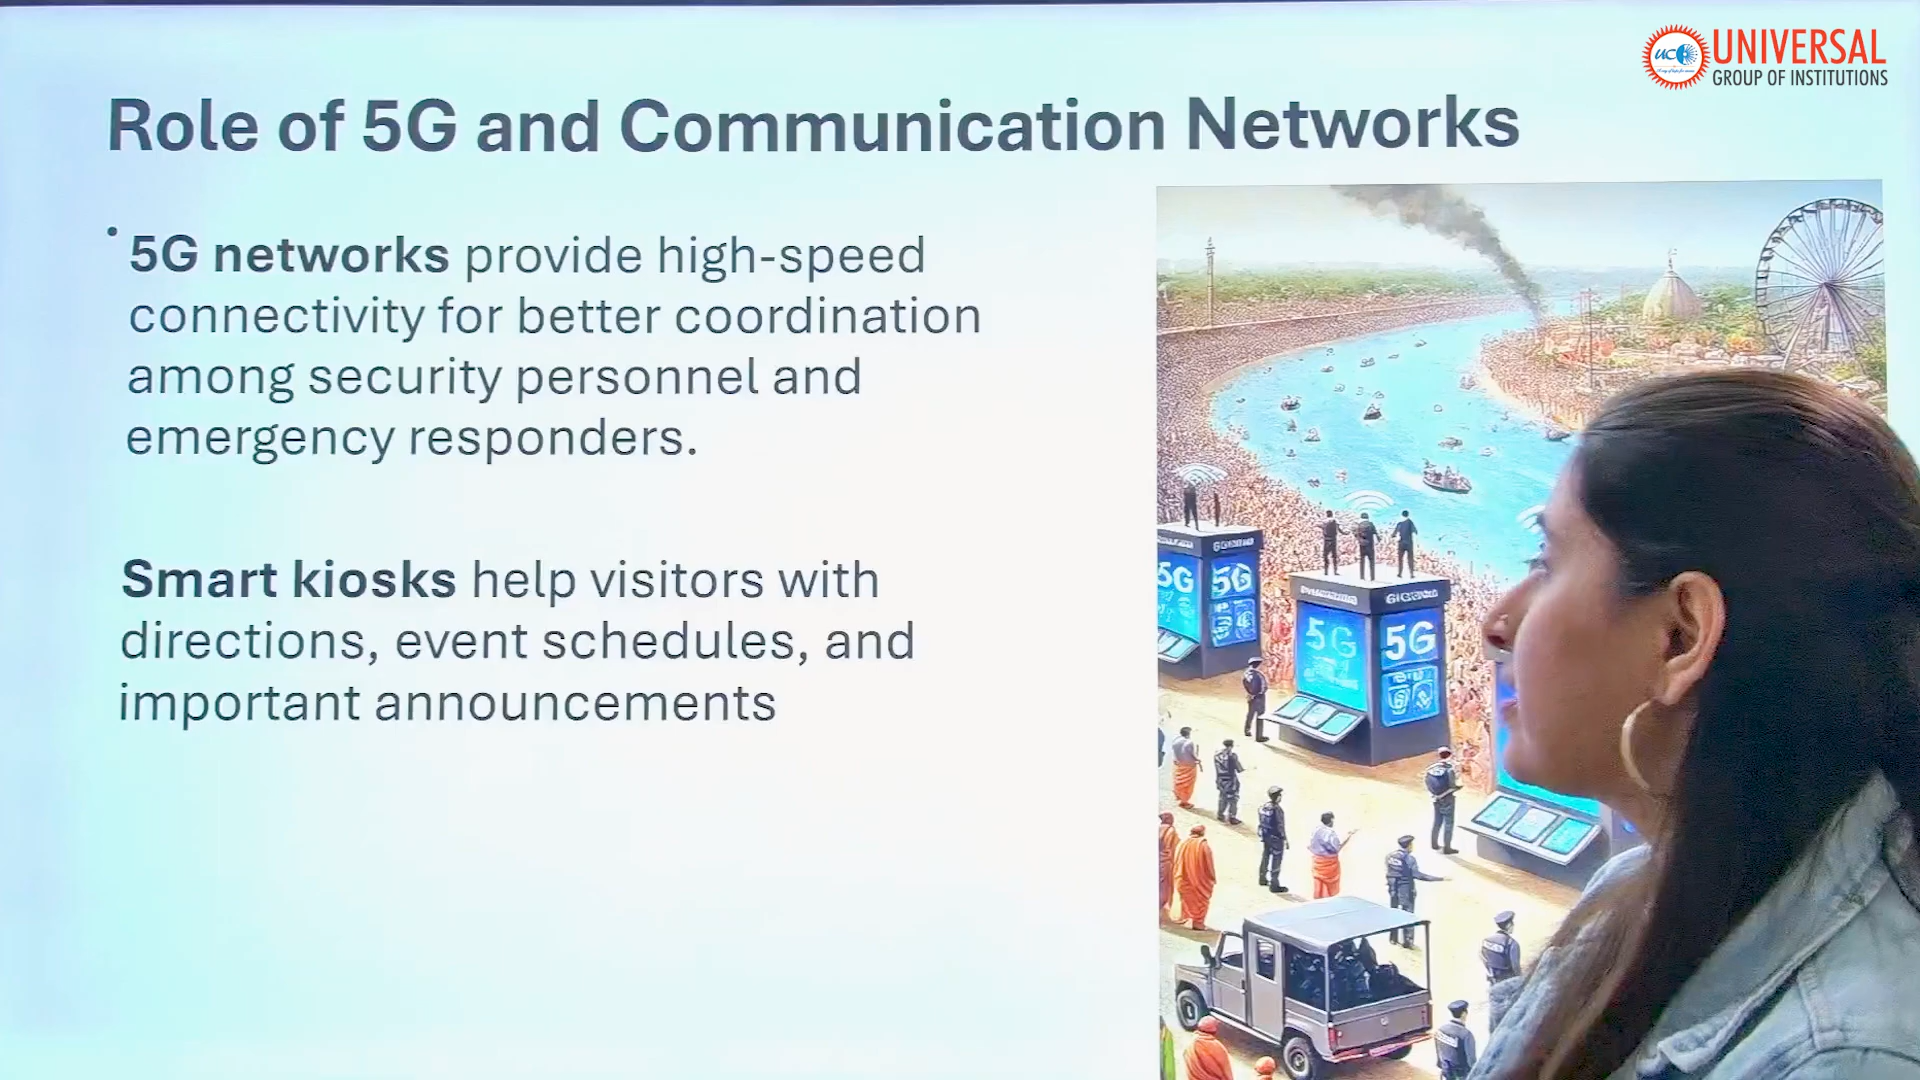 UNIVERSAL
GROUP OF INSTITUTIONS
Role of 5G and Communication Networks
• 5G networks provide high-speed
connectivity for better coordination
among security personnel and
emergency responders.
Smart kiosks help visitors with
directions, event schedules, and
important announcements
5G 5G
5G 5G